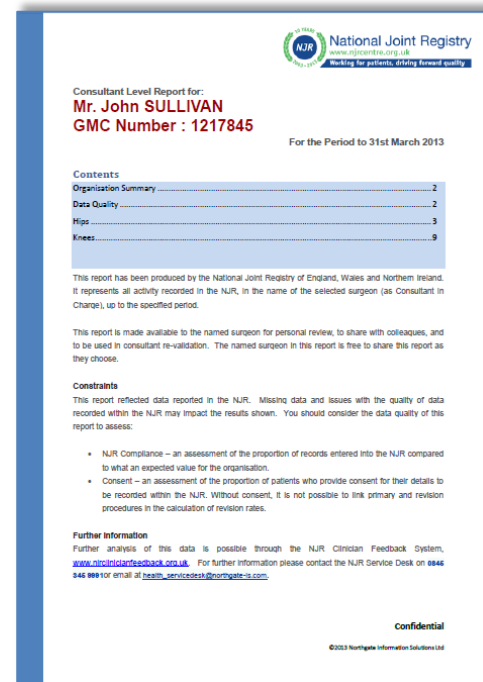 10 YEARS
NJR
2003-2013
National Joint Registry
www.njrcentre.org.uk
Working for patients, driving forward quality
Consultant Level Report for:
Mr. John SULLIVAN
GMC Number : 1217845
For the Period to 31st March 2013
Contents
Organisation Summary ... 2
Data Quality ... 2
Hips ... 3
Knees ... 9
This report has been produced by the National Joint Registry of England, Wales and Northern Ireland.
It represents all activity recorded in the NJR, in the name of the selected surgeon (as Consultant in
Charge), up to the specified period.
This report is made available to the named surgeon for personal review, to share with colleagues, and
to be used in consultant re-validation. The named surgeon in this report is free to share this report as
they choose.
Constraints
This report reflected data reported in the NJR. Missing data and issues with the quality of data
recorded within the NJR may impact the results shown. You should consider the data quality of this
report to assess:
• NJR Compliance – an assessment of the proportion of records entered into the NJR compared
to what an expected value for the organisation.
• Consent – an assessment of the proportion of patients who provide consent for their details to
be recorded within the NJR. Without consent, it is not possible to link primary and revision
procedures in the calculation of revision rates.
Further Information
Further analysis of this data is possible through the NJR Clinician Feedback System,
www.njrclinicianfeedback.org.uk. For further information please contact the NJR Service Desk on 0845
345 9991or email at health_servicedesk@northgate-is.com.
Confidential
©2013 Northgate Information Solutions Ltd